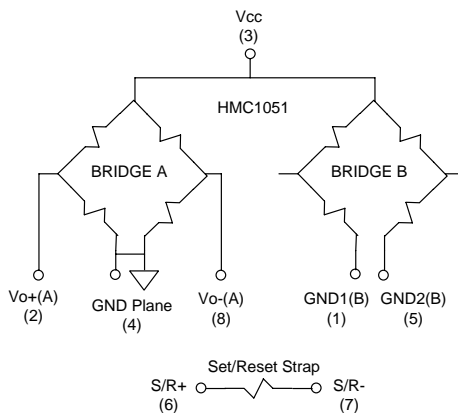 Vcc
(3)
HMC1051
BRIDGE A
BRIDGE B
Vo+(A)
(2)
GND Plane
(4)
Vo-(A)
(8)
GND1(B)
(1)
GND2(B)
(5)
Set/Reset Strap
S/R+
(6)
S/R-
(7)